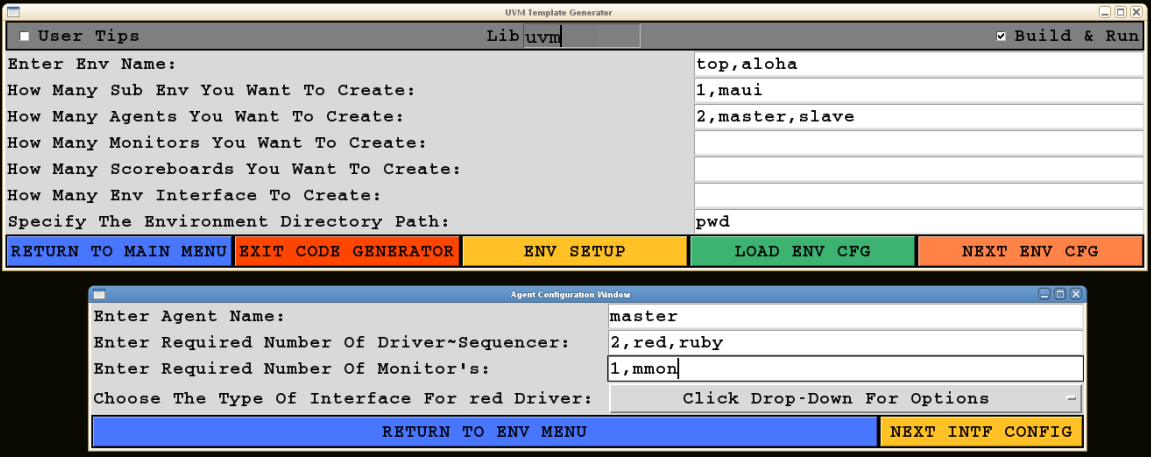 UVM Template Generator
User Tips Lib uvm Build & Run
Enter Env Name: top,aloha
How Many Sub Env You Want To Create: 1,maui
How Many Agents You Want To Create: 2,master,slave
How Many Monitors You Want To Create:
How Many Scoreboards You Want To Create:
How Many Env Interface To Create:
Specify The Environment Directory Path: pwd
RETURN TO MAIN MENU EXIT CODE GENERATOR ENV SETUP LOAD ENV CFG NEXT ENV CFG
Agent Configuration Window
Enter Agent Name: master
Enter Required Number Of Driver~Sequencer: 2,red,ruby
Enter Required Number Of Monitor's: 1,mmon
Choose The Type Of Interface For red Driver: Click Drop-Down For Options
RETURN TO ENV MENU NEXT INTF CONFIG